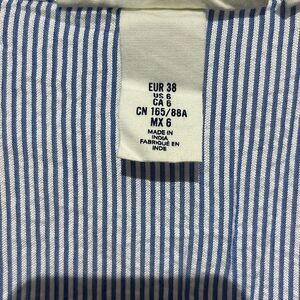 EUR 38
US 6
CA 6
CN 165/88A
MX 6
MADE IN
INDIA
FABRIQUÉ EN
INDE